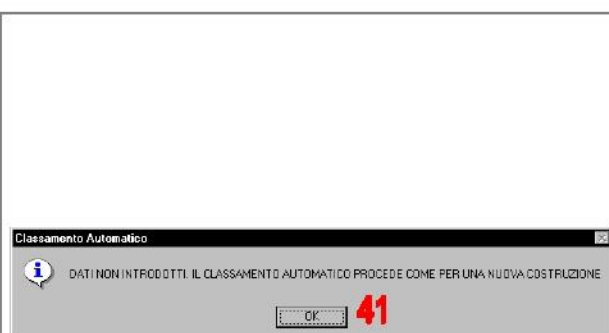 Classamento Automatico
DATI NON INTRODOTTI. IL CLASSAMENTO AUTOMATICO PROCEDE COME PER UNA NUOVA COSTRUZIONE
OK 41